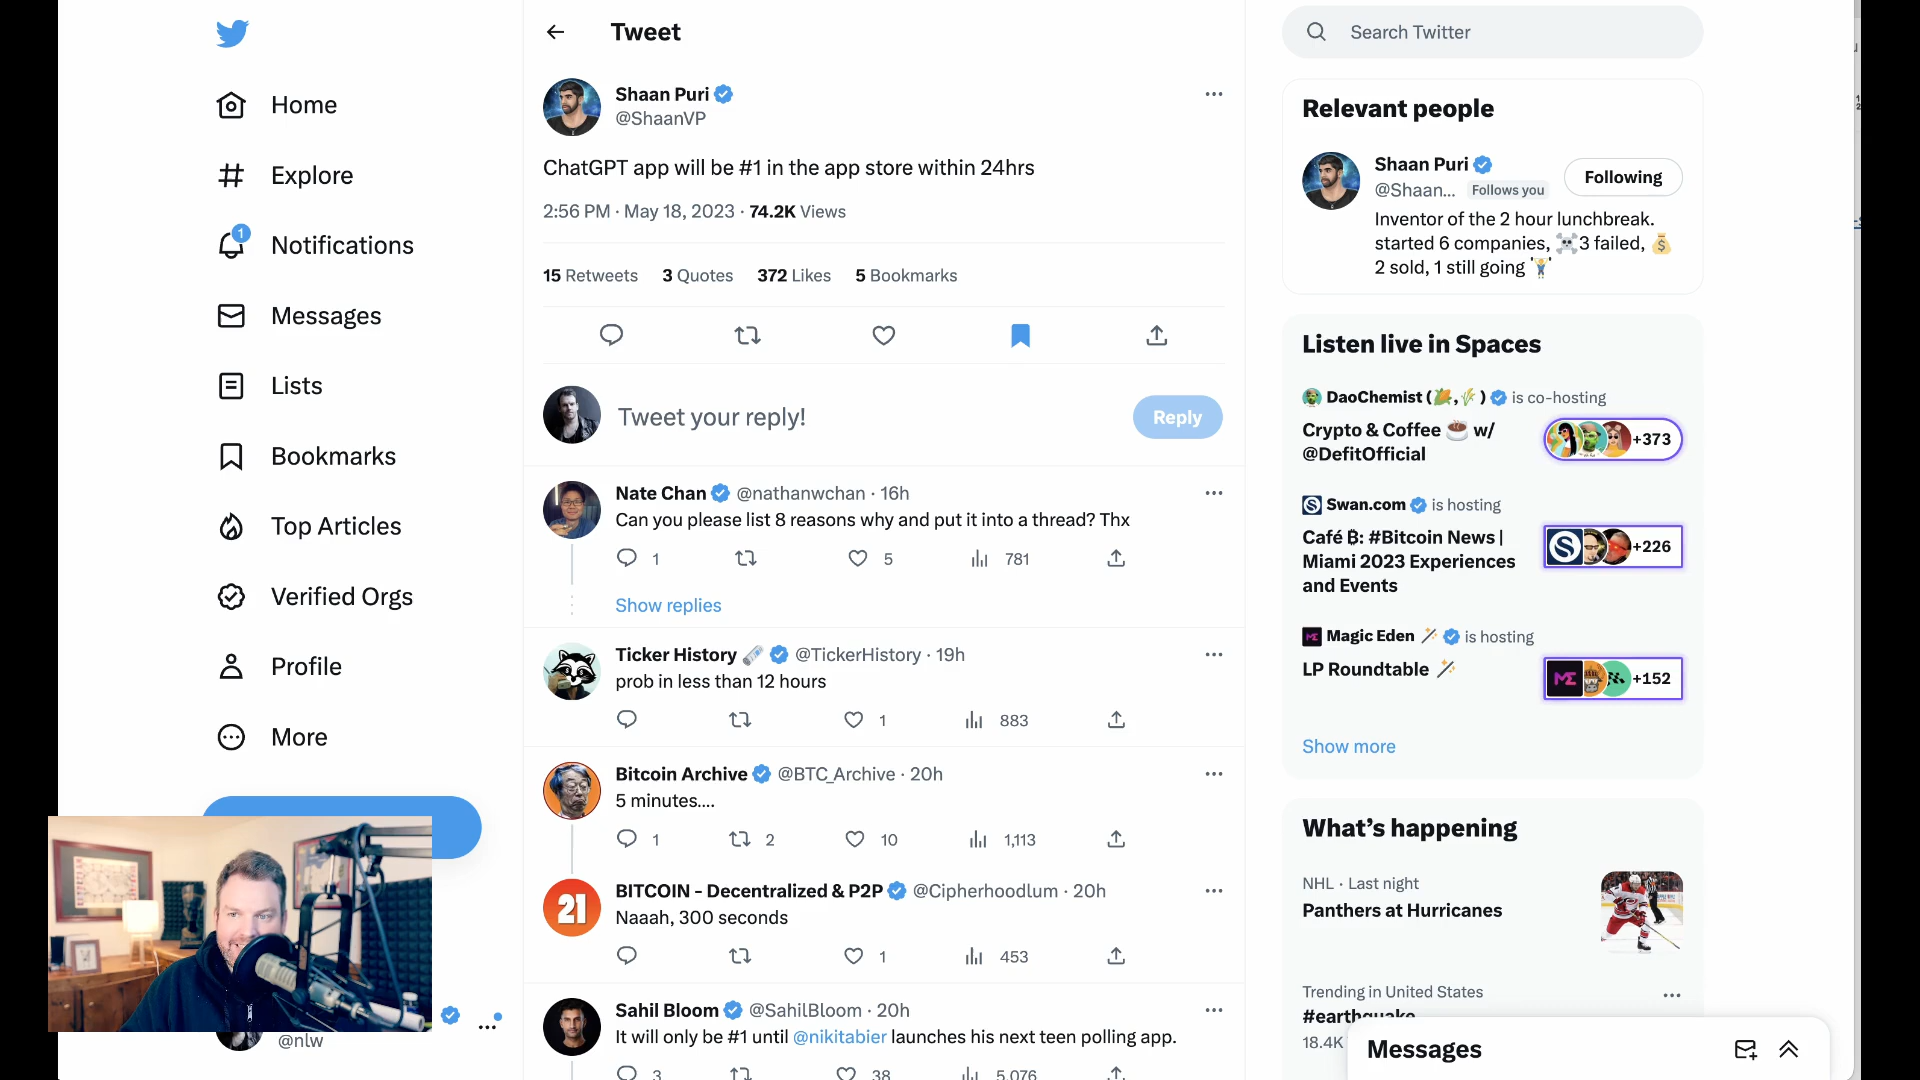 Home
Explore
1
Notifications
Messages
Lists
Bookmarks
Top Articles
Verified Orgs
Profile
More
@nlw
Tweet
Shaan Puri
@ShaanVP
ChatGPT app will be #1 in the app store within 24hrs
2:56 PM · May 18, 2023 · 74.2K Views
15 Retweets 3 Quotes 372 Likes 5 Bookmarks
Tweet your reply!
Reply
Nate Chan @nathanwchan · 16h
Can you please list 8 reasons why and put it into a thread? Thx
1 5 781
Show replies
Ticker History @TickerHistory · 19h
prob in less than 12 hours
1 883
Bitcoin Archive @BTC_Archive · 20h
5 minutes....
1 2 10 1,113
21
BITCOIN - Decentralized & P2P @Cipherhoodlum · 20h
Naaah, 300 seconds
1 453
Sahil Bloom @SahilBloom · 20h
It will only be #1 until @nikitabier launches his next teen polling app.
3 38 5,076
Search Twitter
Relevant people
Shaan Puri
@Shaan... Follows you
Following
Inventor of the 2 hour lunchbreak.
started 6 companies, ☠️3 failed, 💰
2 sold, 1 still going 🏋️
Listen live in Spaces
DaoChemist (🌽,🌾) is co-hosting
Crypto & Coffee ☕ w/
@DefitOfficial
+373
Swan.com is hosting
Café ₿: #Bitcoin News |
Miami 2023 Experiences
and Events
+226
Magic Eden is hosting
LP Roundtable
+152
Show more
What's happening
NHL · Last night
Panthers at Hurricanes
Trending in United States
#earthquake
18.4K
Messages